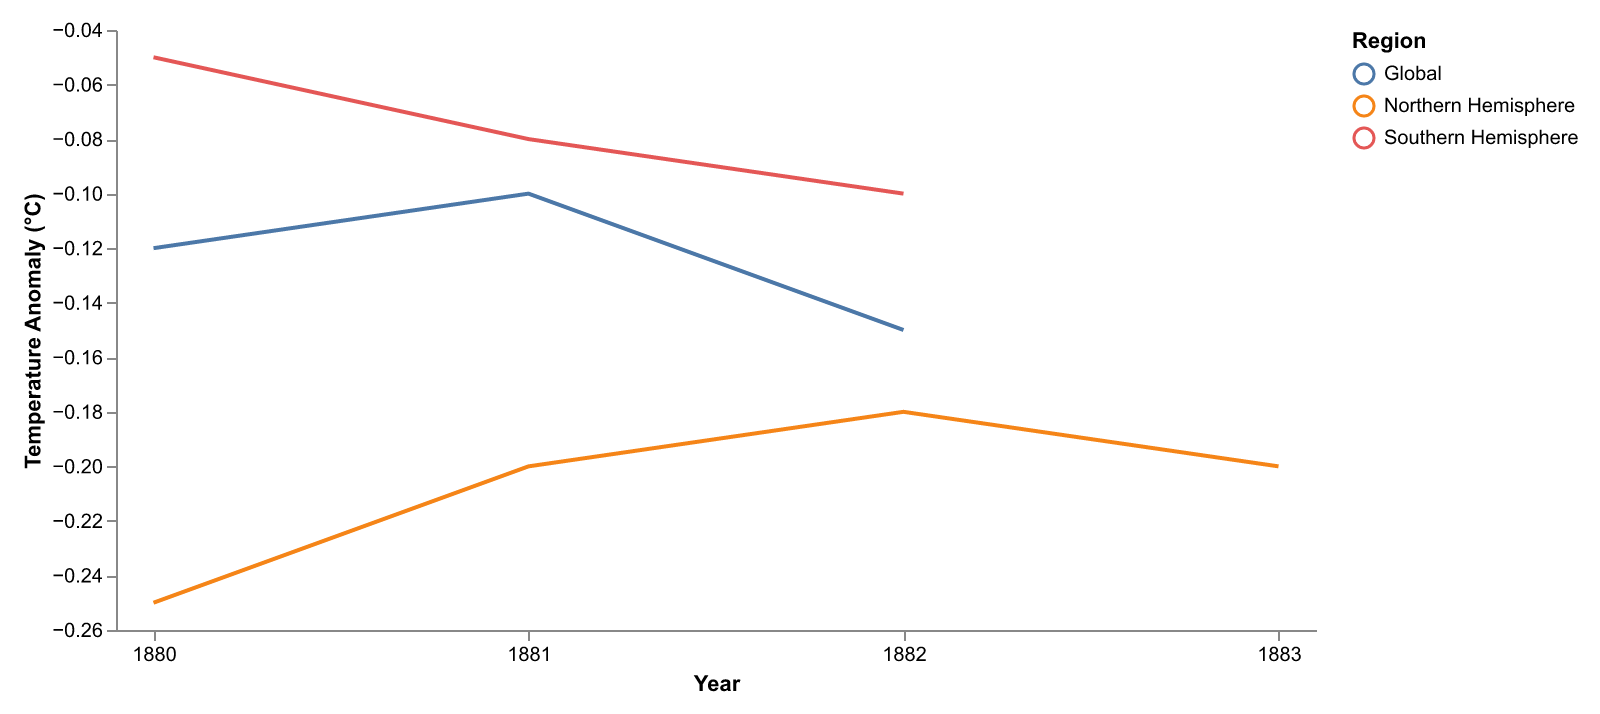 −0.04
−0.06
−0.08
−0.10
−0.12
−0.14
−0.16
−0.18
−0.20
−0.22
−0.24
−0.26
Temperature Anomaly (°C)
1880 1881 1882 1883
Year
Region
Global
Northern Hemisphere
Southern Hemisphere